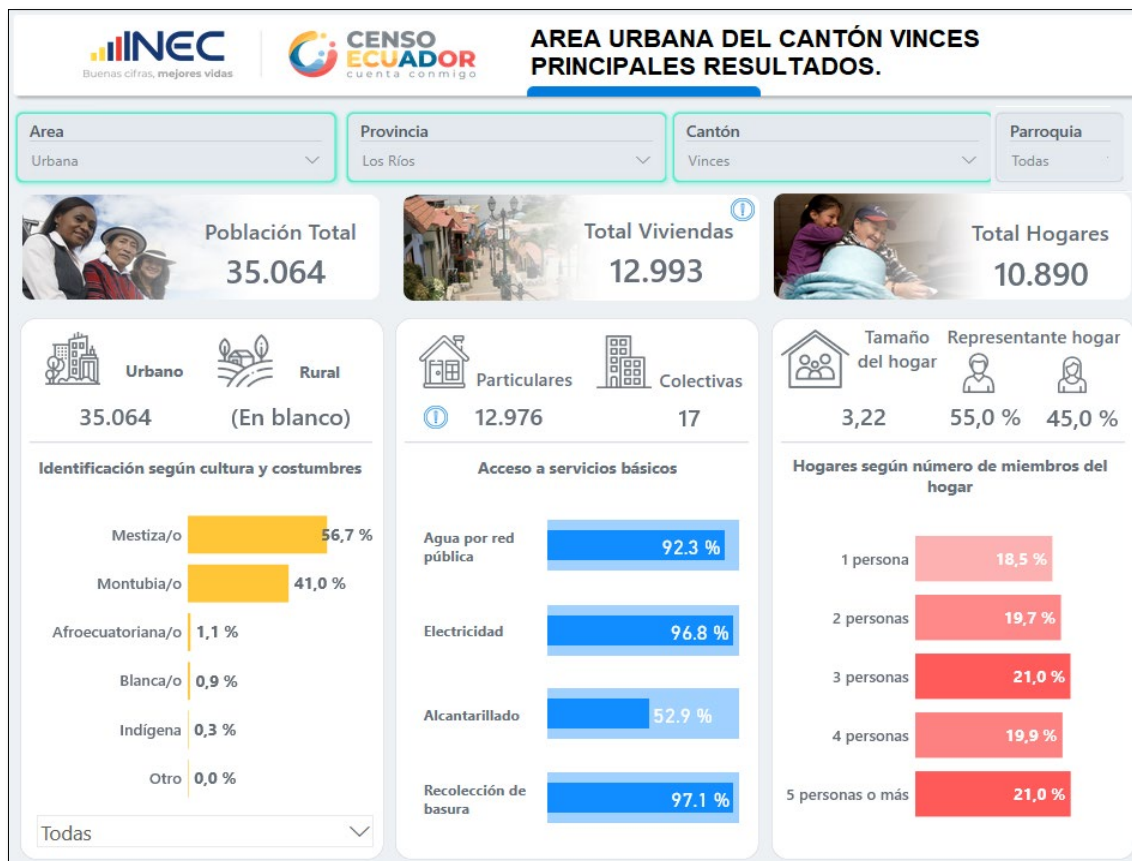 INEC
Buenas cifras, mejores vidas
CENSO
ECUADOR
cuenta conmigo
AREA URBANA DEL CANTÓN VINCES
PRINCIPALES RESULTADOS.
Area
Urbana
Provincia
Los Ríos
Cantón
Vinces
Parroquia
Todas
Población Total
35.064
Total Viviendas
12.993
Total Hogares
10.890
Urbano
35.064
Rural
(En blanco)
Identificación según cultura y costumbres
Mestiza/o 56,7 %
Montubia/o 41,0 %
Afroecuatoriana/o 1,1 %
Blanca/o 0,9 %
Indígena 0,3 %
Otro 0,0 %
Todas
Particulares
12.976
Colectivas
17
Acceso a servicios básicos
Agua por red
pública
92.3 %
Electricidad 96.8 %
Alcantarillado 52.9 %
Recolección de
basura
97.1 %
Tamaño
del hogar
3,22
Representante hogar
55,0 % 45,0 %
Hogares según número de miembros del
hogar
1 persona 18,5 %
2 personas 19,7 %
3 personas 21,0 %
4 personas 19,9 %
5 personas o más 21,0 %